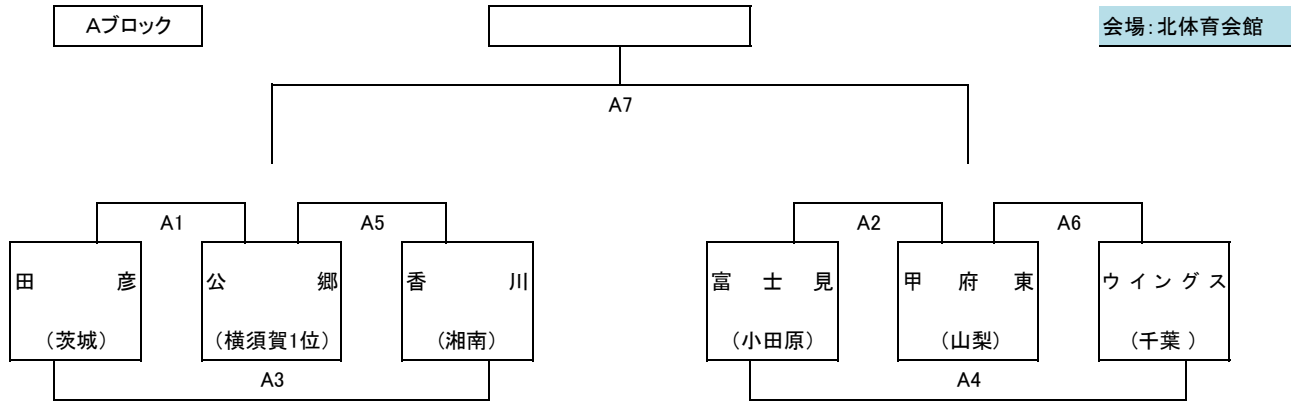 Aブロック
会場：北体育会館
A7
A1
A5
A2
A6
田彦
公郷
香川
富士見
甲府東
ウイングス
（茨城）
（横須賀1位）
（湘南）
（小田原）
（山梨）
（千葉 ）
A3
A4